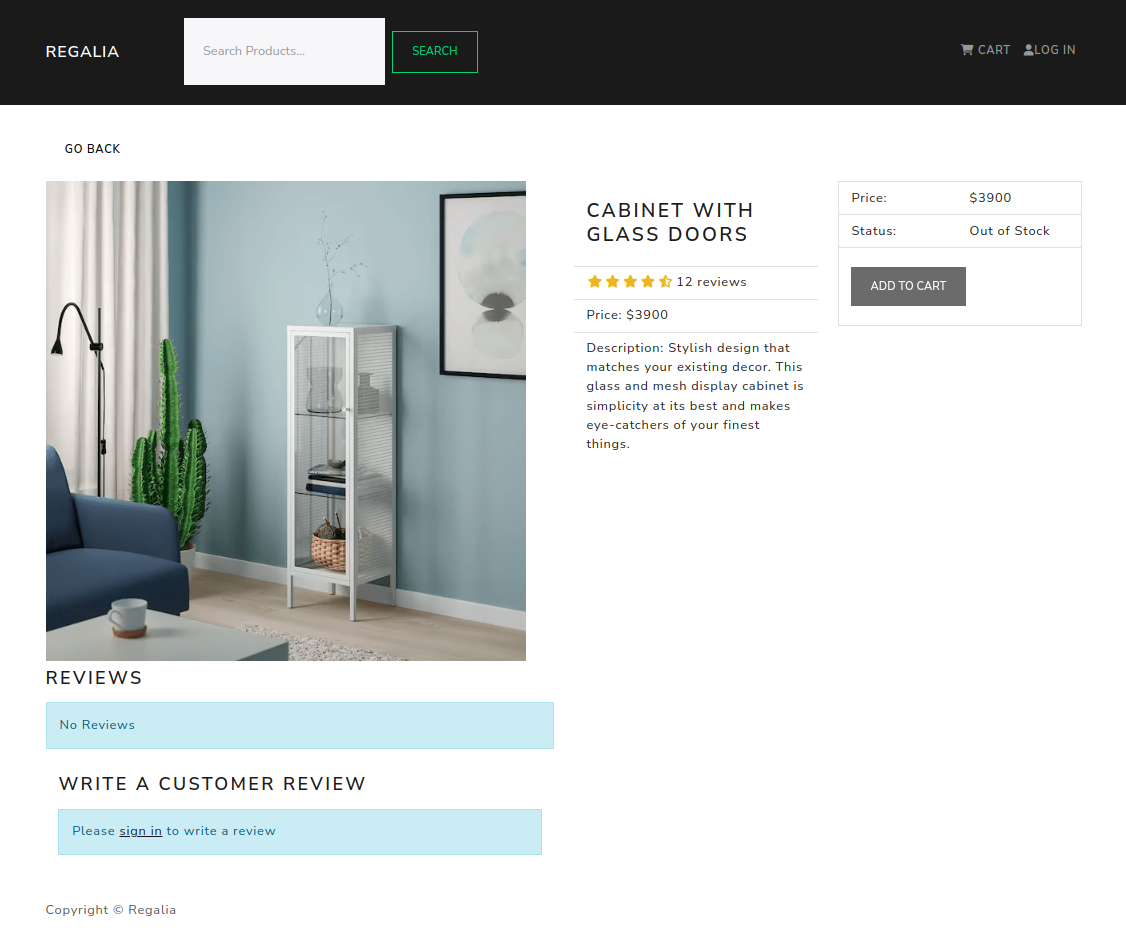 REGALIA
Search Products...
SEARCH
CART
LOG IN
GO BACK
CABINET WITH
GLASS DOORS
12 reviews
Price: $3900
Description: Stylish design that
matches your existing decor. This
glass and mesh display cabinet is
simplicity at its best and makes
eye-catchers of your finest
things.
Price: $3900
Status: Out of Stock
ADD TO CART
REVIEWS
No Reviews
WRITE A CUSTOMER REVIEW
Please sign in to write a review
Copyright © Regalia